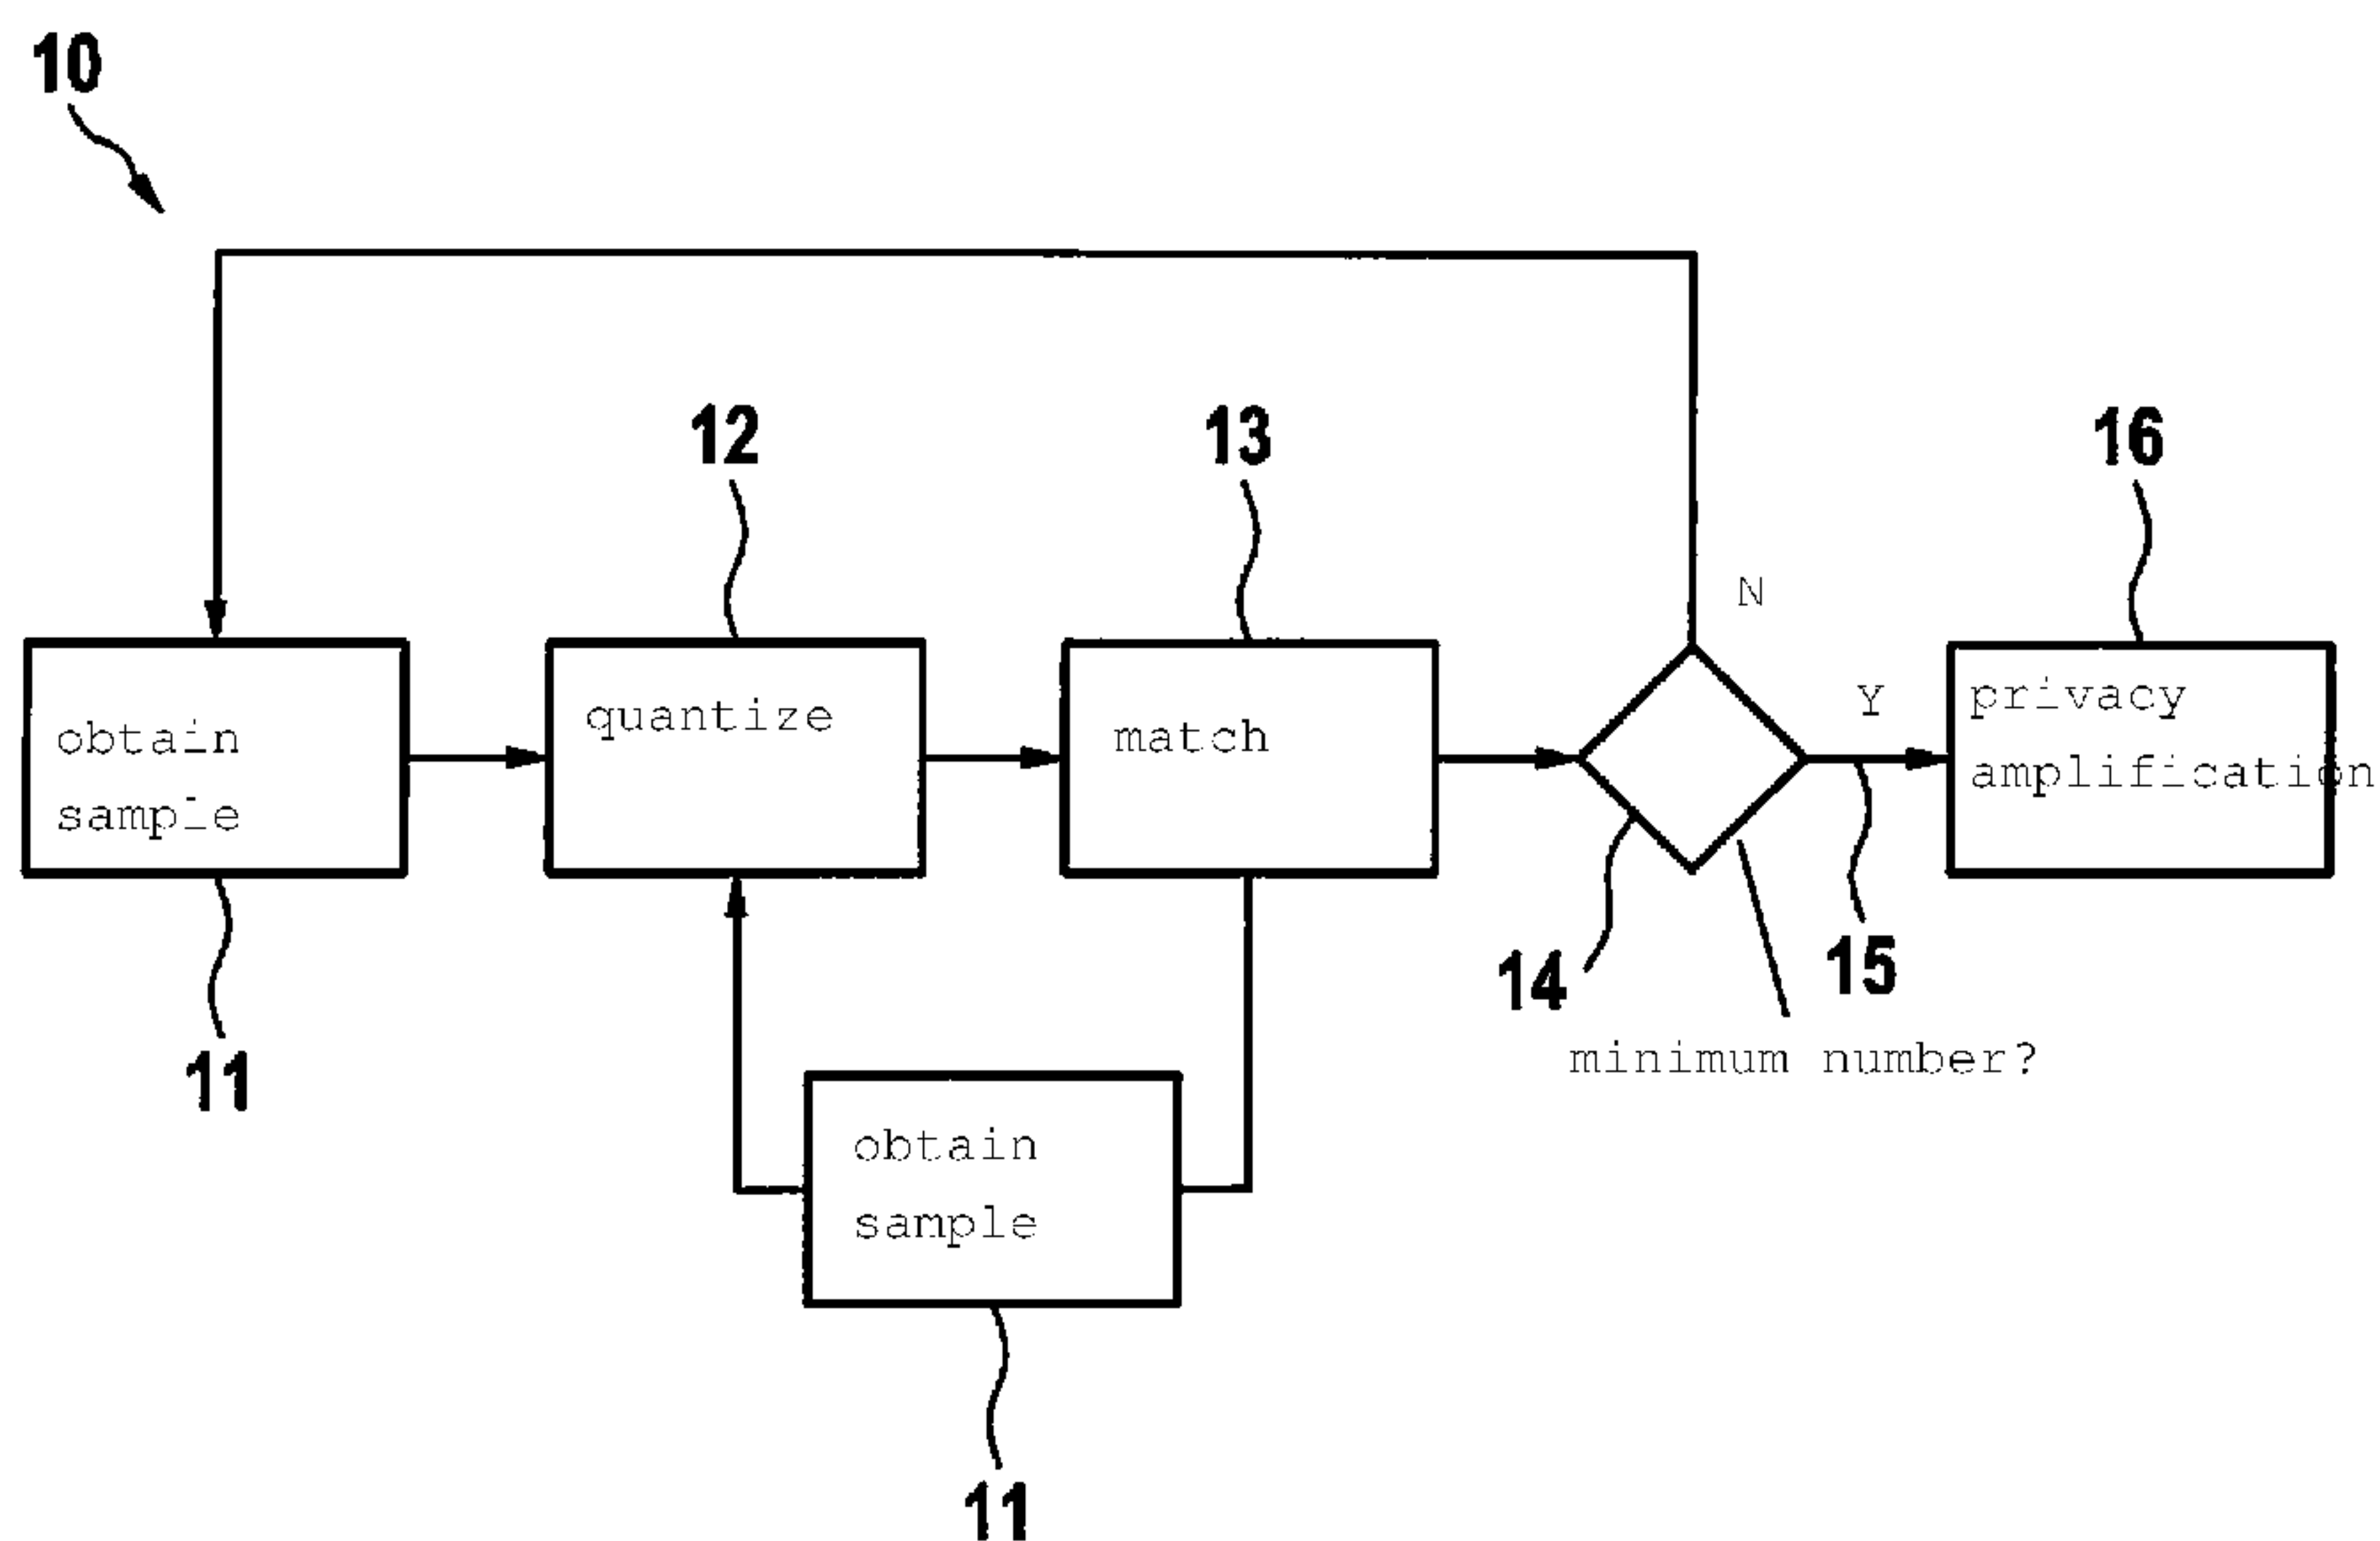 10
12
13
16
N
obtain
sample
quantize
match
Y
privacy
amplification
11
14
15
minimum number?
obtain
sample
11